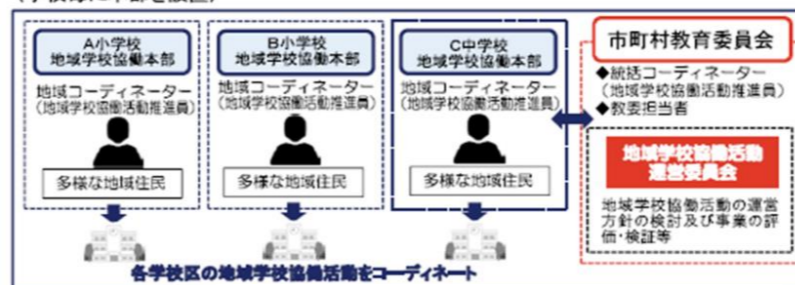 A小学校
地域学校協働本部
地域コーディネーター
(地域学校協働活動推進員)
多様な地域住民
B小学校
地域学校協働本部
地域コーディネーター
(地域学校協働活動推進員)
多様な地域住民
C中学校
地域学校協働本部
地域コーディネーター
(地域学校協働活動推進員)
多様な地域住民
各学校区の地域学校協働活動をコーディネート
市町村教育委員会
◆統括コーディネーター
(地域学校協働活動推進員)
◆教委担当者
地域学校協働活動
運営委員会
地域学校協働活動の運営
方針の検討及び事業の評
価・検証等